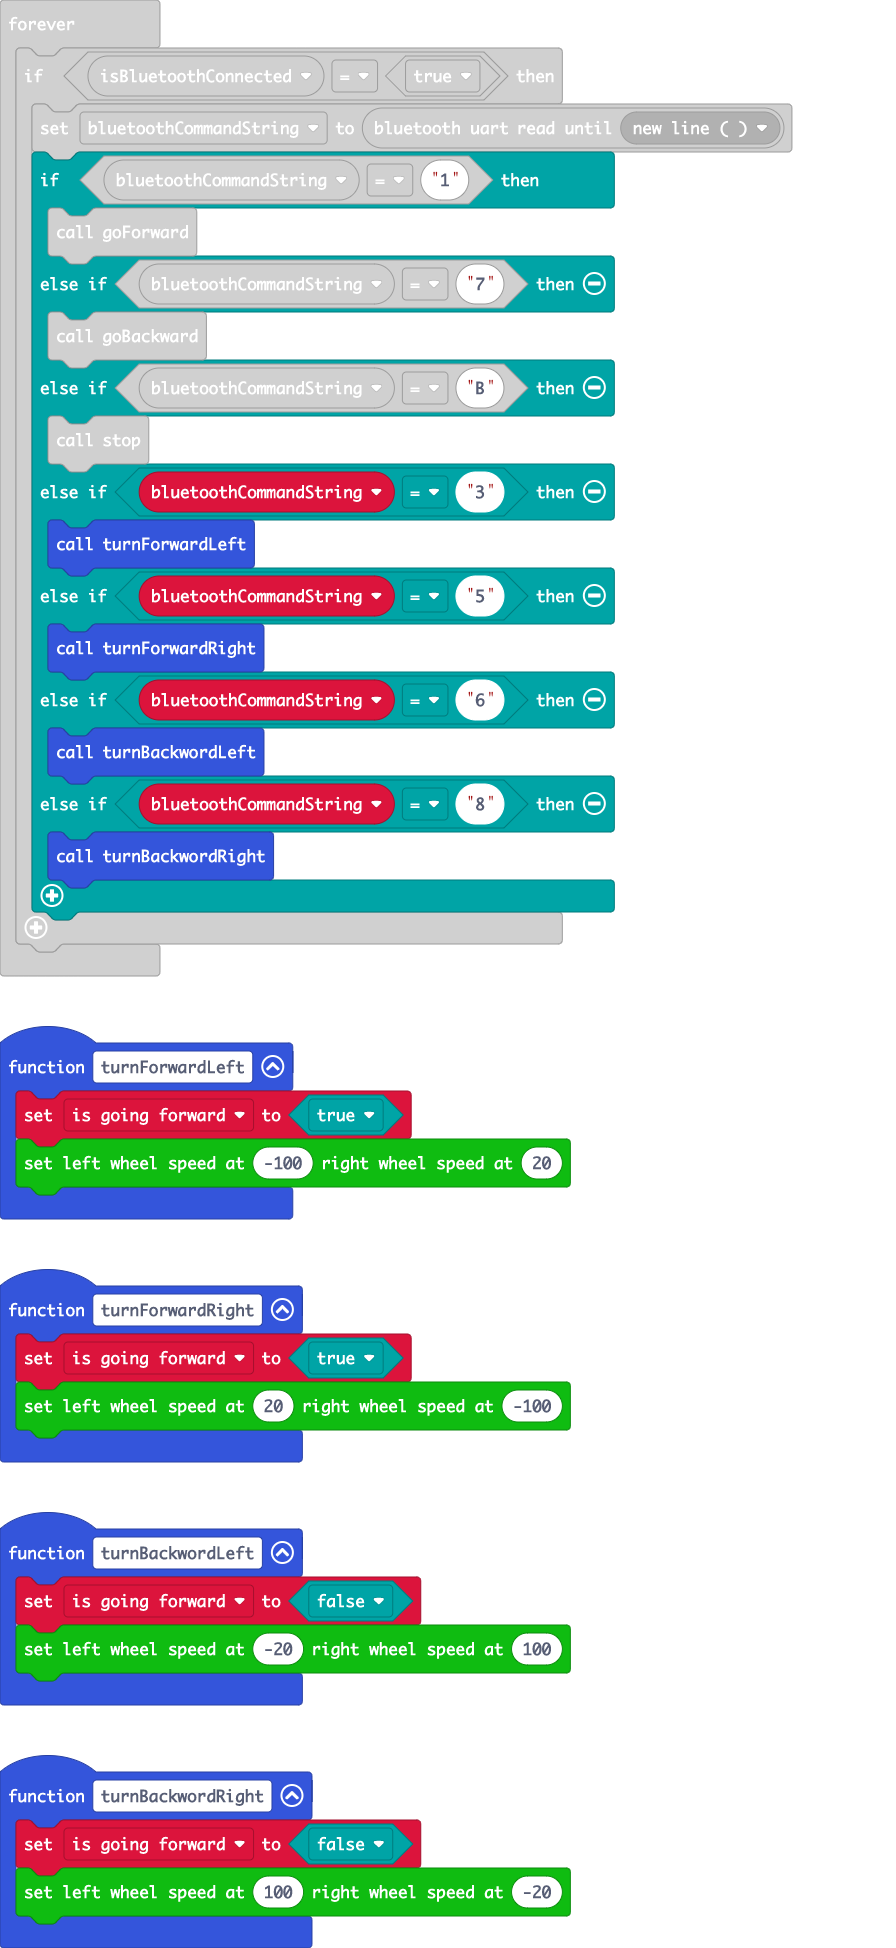 forever
if isBluetoothConnected = true then
set bluetoothCommandString to bluetooth uart read until new line ( )
if bluetoothCommandString = "1" then
call goForward
else if bluetoothCommandString = "7" then
call goBackward
else if bluetoothCommandString = "B" then
call stop
else if bluetoothCommandString = "3" then
call turnForwardLeft
else if bluetoothCommandString = "5" then
call turnForwardRight
else if bluetoothCommandString = "6" then
call turnBackwordLeft
else if bluetoothCommandString = "8" then
call turnBackwordRight
function turnForwardLeft
set is going forward to true
set left wheel speed at -100 right wheel speed at 20
function turnForwardRight
set is going forward to true
set left wheel speed at 20 right wheel speed at -100
function turnBackwordLeft
set is going forward to false
set left wheel speed at -20 right wheel speed at 100
function turnBackwordRight
set is going forward to false
set left wheel speed at 100 right wheel speed at -20